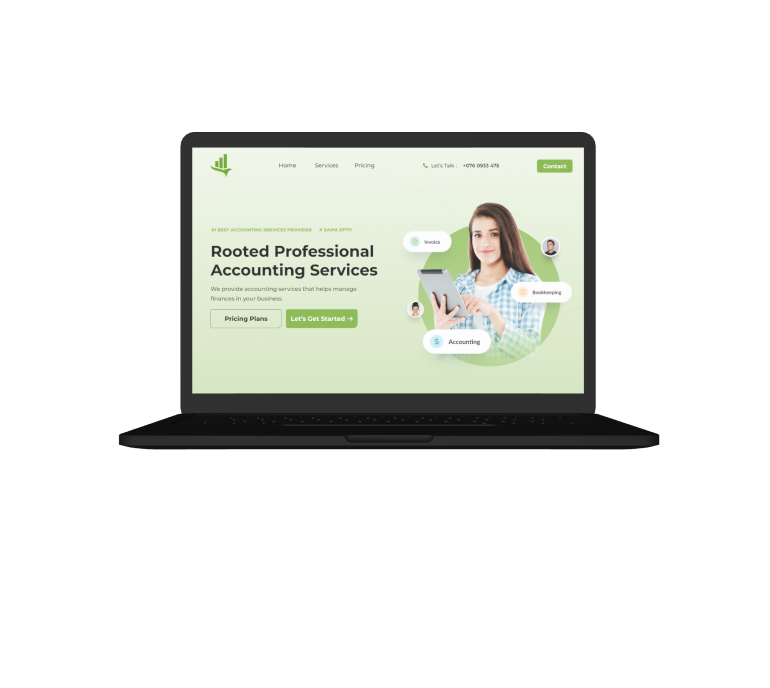 Home Services Pricing Let's Talk : +076 0933 475 Contact
#1 BEST ACCOUNTING SERVICES PROVIDER # SAIPA 57771
Rooted Professional
Accounting Services
We provide accounting services that helps manage
finances in your business
Pricing Plans Let's Get Started →
Invoice
Bookkeeping
$ Accounting